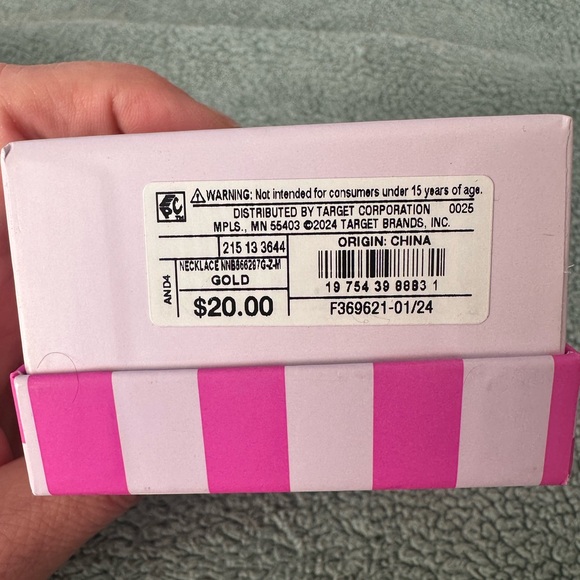 ⚠WARNING: Not intended for consumers under 15 years of age.
DISTRIBUTED BY TARGET CORPORATION 0025
MPLS., MN 55403 ©2024 TARGET BRANDS, INC.
215 13 3644
ORIGIN: CHINA
AND4
NECKLACE NNB866297G-Z-M
GOLD
19 754 39 8883 1
$20.00
F369621-01/24